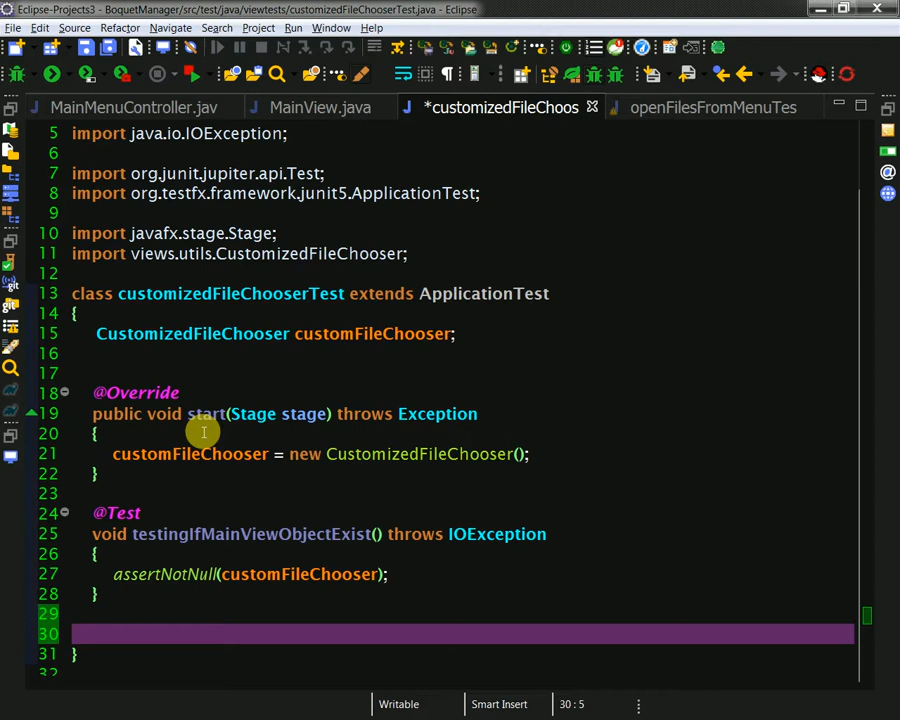 Eclipse-Projects3 - BoquetManager/src/test/java/viewtests/customizedFileChooserTest.java - Eclipse
File Edit Source Refactor Navigate Search Project Run Window Help
MainMenuController.jav MainView.java *customizedFileChoos openFilesFromMenuTes
5 import java.io.IOException;
6
7 import org.junit.jupiter.api.Test;
8 import org.testfx.framework.junit5.ApplicationTest;
9
10 import javafx.stage.Stage;
11 import views.utils.CustomizedFileChooser;
12
13 class customizedFileChooserTest extends ApplicationTest
14 {
15 CustomizedFileChooser customFileChooser;
16
17
18 @Override
19 public void start(Stage stage) throws Exception
20 {
21 customFileChooser = new CustomizedFileChooser();
22 }
23
24 @Test
25 void testingIfMainViewObjectExist() throws IOException
26 {
27 assertNotNull(customFileChooser);
28 }
29
30
31 }
32
Writable Smart Insert 30 : 5